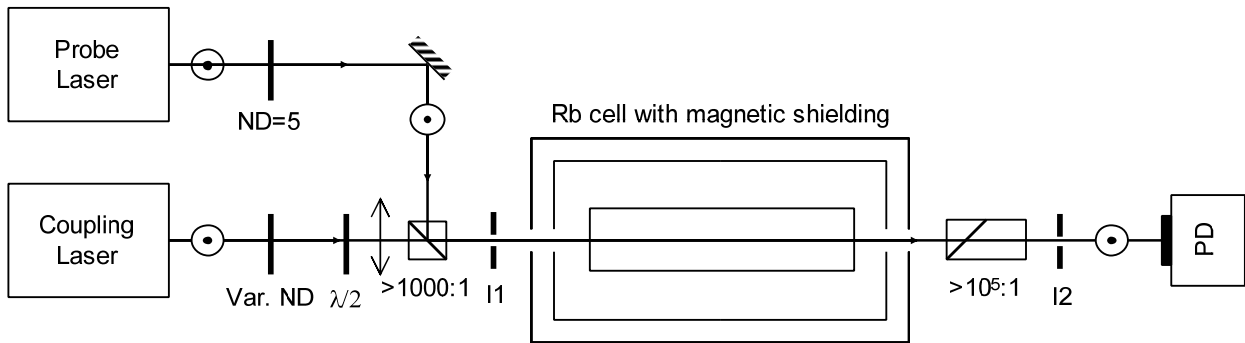 Probe
Laser
ND=5
Rb cell with magnetic shielding
Coupling
Laser
Var. ND
λ/2
>1000:1
I1
>10⁵:1
I2
PD